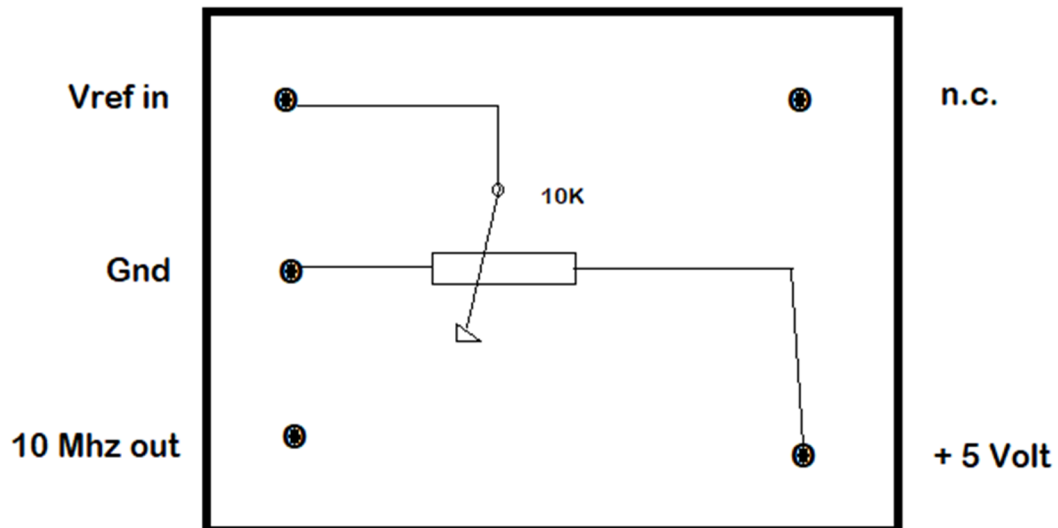 Vref in
n.c.
10K
Gnd
10 Mhz out
+ 5 Volt